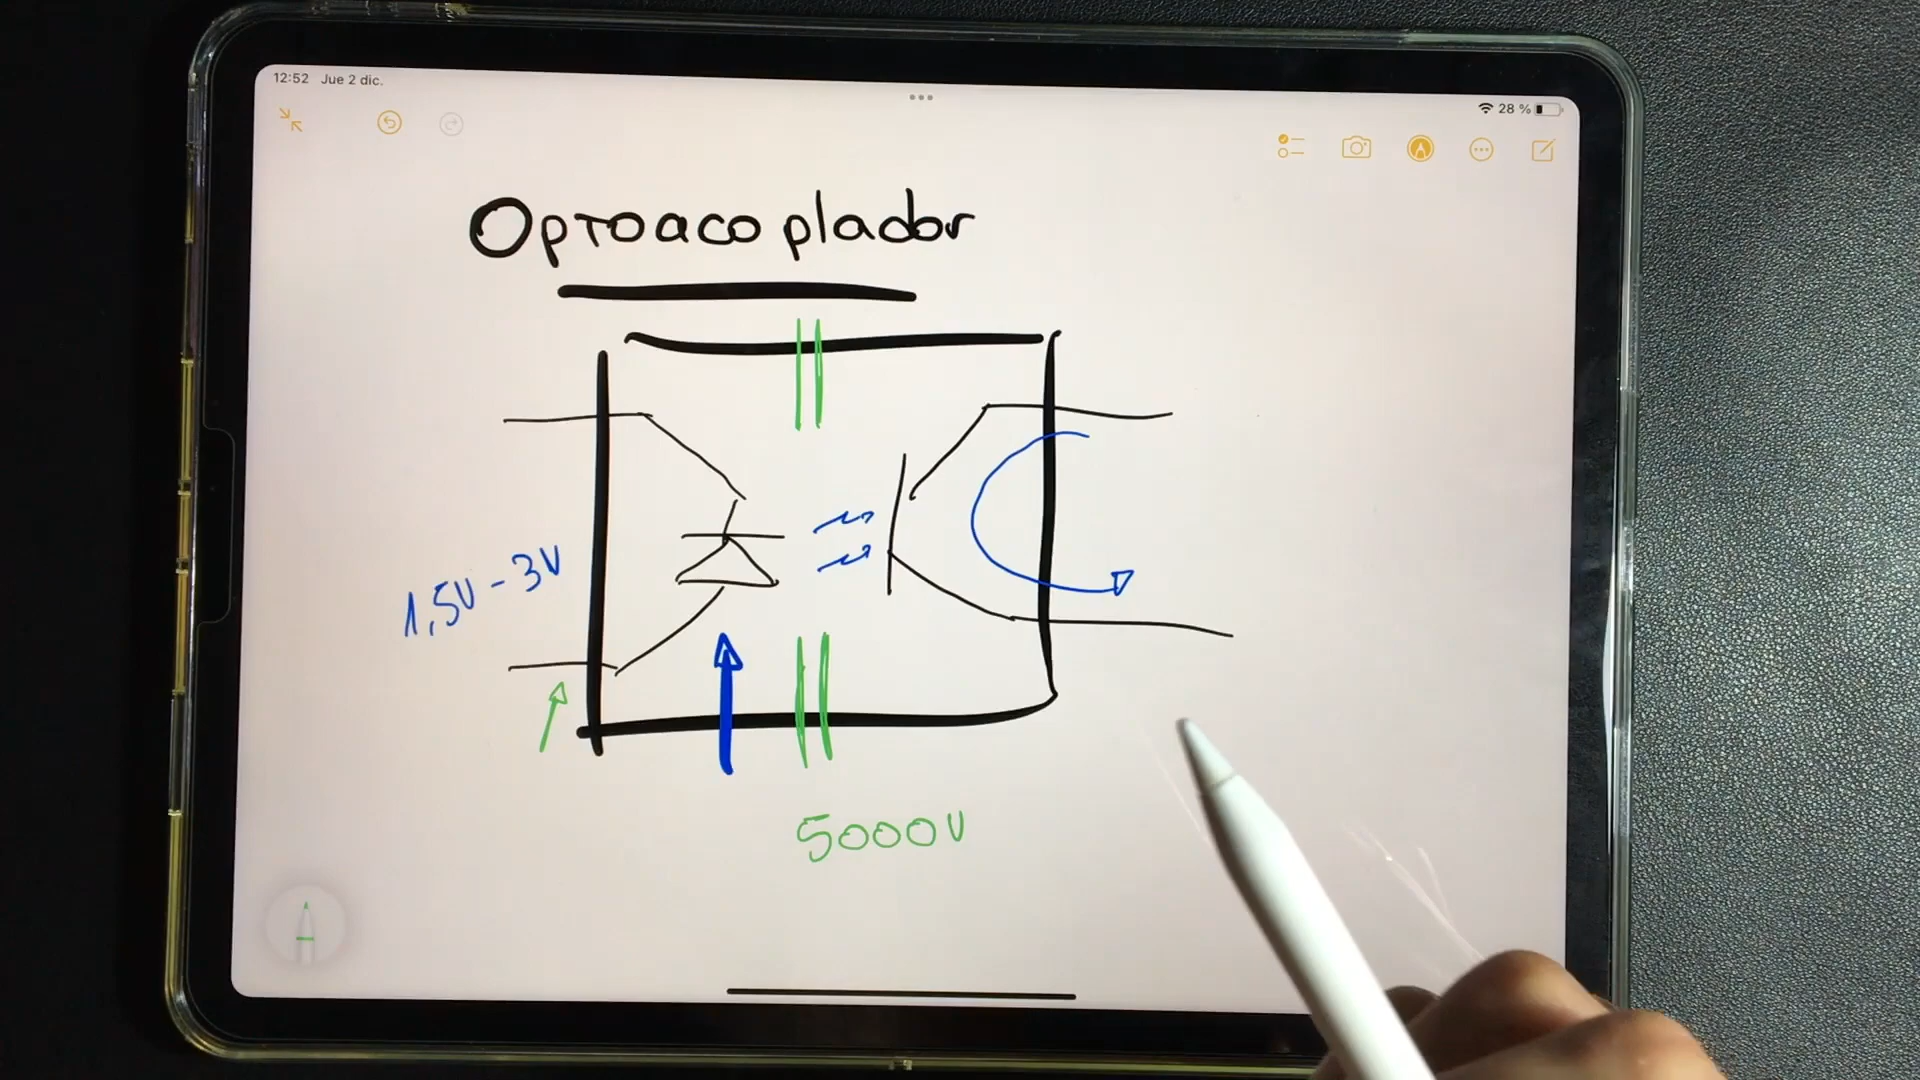 12:52 Jue 2 dic.
28 %
Optoacoplador
1,5V - 3V
5000V